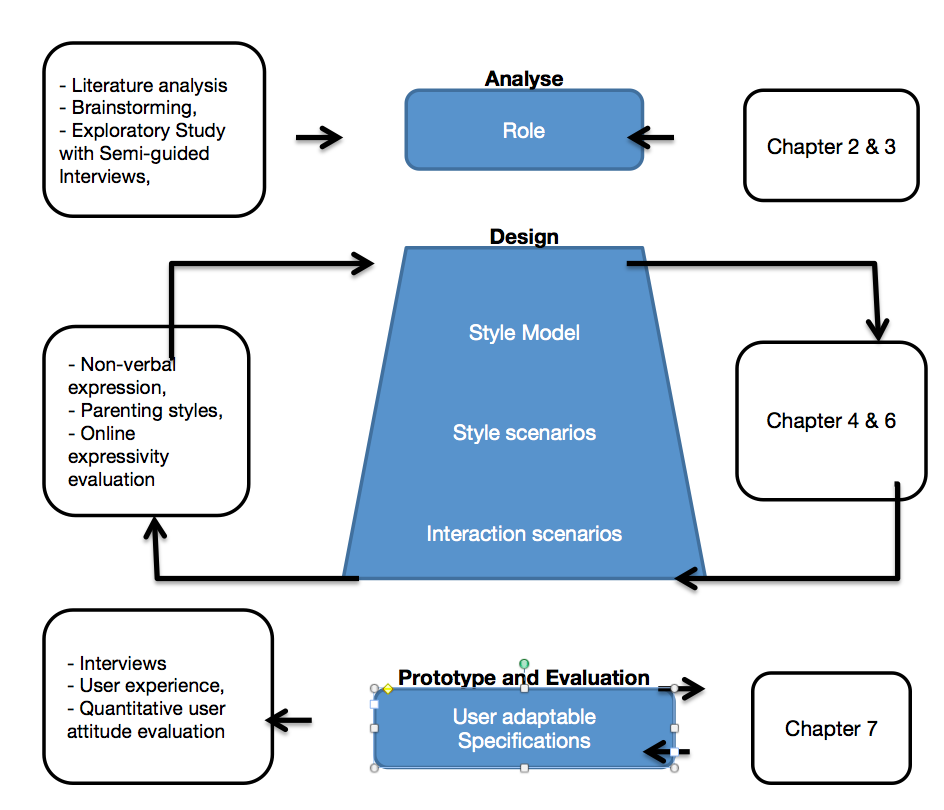 - Literature analysis
- Brainstorming,
- Exploratory Study
with Semi-guided
Interviews,
Analyse
Role
Chapter 2 & 3
Design
Style Model
Style scenarios
Interaction scenarios
- Non-verbal
expression,
- Parenting styles,
- Online
expressivity
evaluation
Chapter 4 & 6
- Interviews
- User experience,
- Quantitative user
attitude evaluation
Prototype and Evaluation
User adaptable
Specifications
Chapter 7